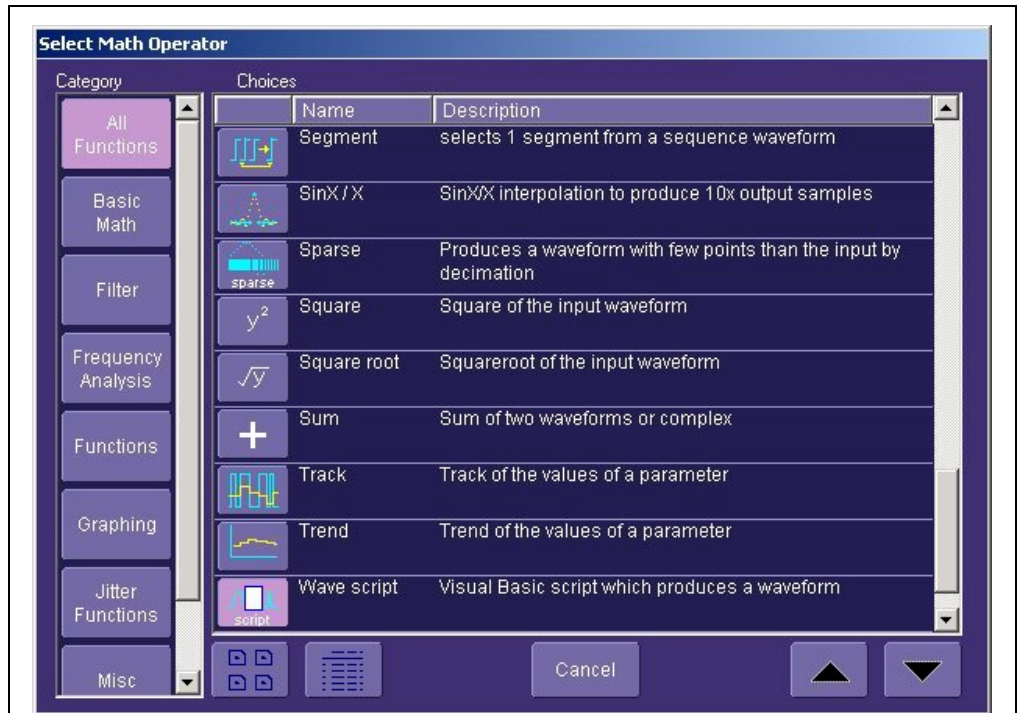 Select Math Operator
Category
Choices
All
Functions
Basic
Math
Filter
Frequency
Analysis
Functions
Graphing
Jitter
Functions
Misc
Name Description
Segment selects 1 segment from a sequence waveform
SinX / X SinX/X interpolation to produce 10x output samples
sparse
Sparse Produces a waveform with few points than the input by
decimation
y²
Square Square of the input waveform
√y
Square root Squareroot of the input waveform
+
Sum Sum of two waveforms or complex
Track Track of the values of a parameter
Trend Trend of the values of a parameter
script
Wave script Visual Basic script which produces a waveform
Cancel